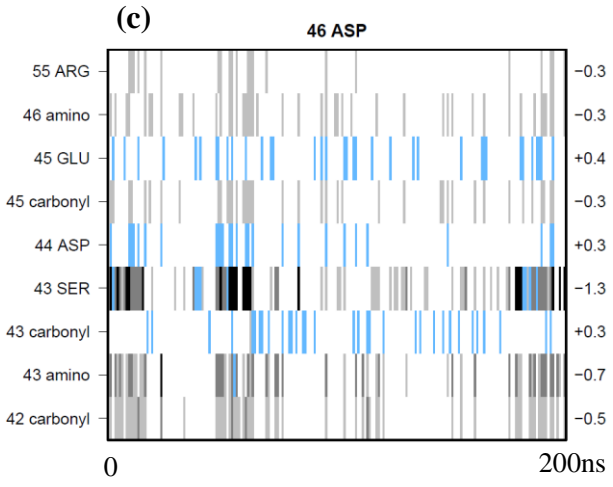 (c)
46 ASP
55 ARG −0.3
46 amino −0.3
45 GLU +0.4
45 carbonyl −0.3
44 ASP +0.3
43 SER −1.3
43 carbonyl +0.3
43 amino −0.7
42 carbonyl −0.5
0 200ns